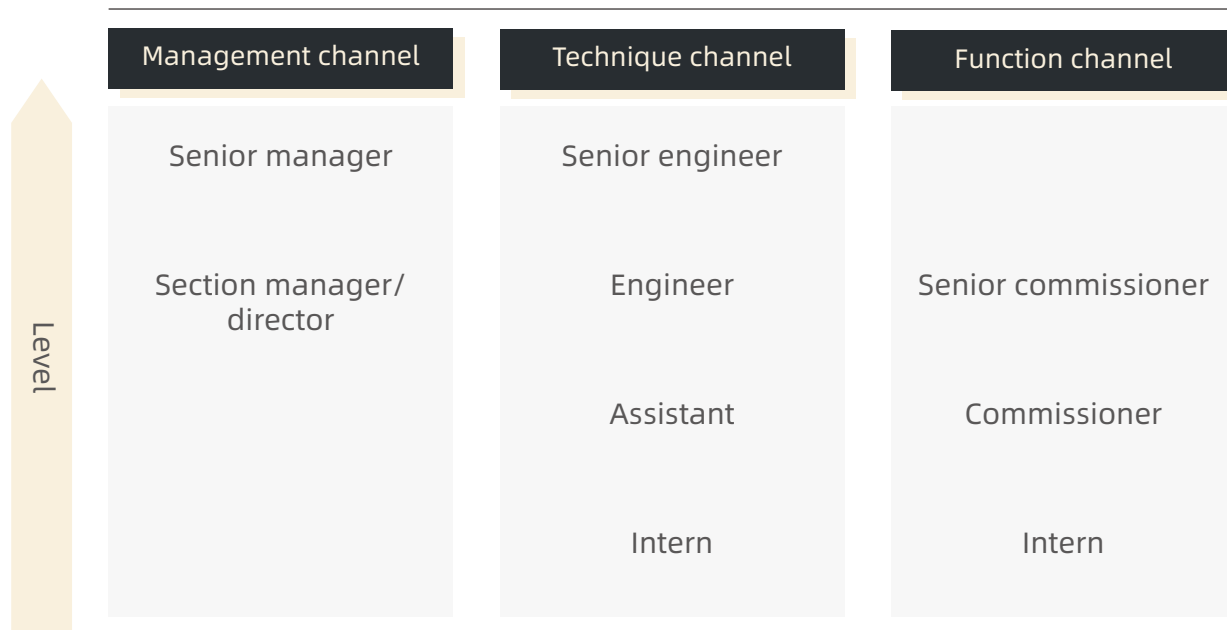 Management channel
Technique channel
Function channel
Senior manager
Senior engineer
Section manager/
director
Engineer
Senior commissioner
Level
Assistant
Commissioner
Intern
Intern